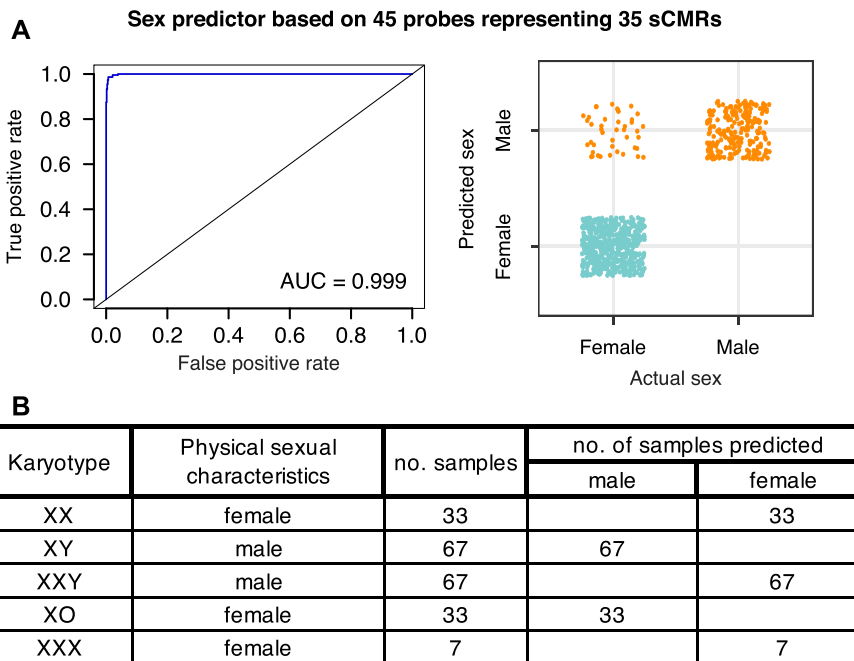 Sex predictor based on 45 probes representing 35 sCMRs
A
True positive rate
1.0
0.8
0.6
0.4
0.2
0.0
AUC = 0.999
0.0 0.2 0.4 0.6 0.8 1.0
False positive rate
Predicted sex
Male
Female
Female Male
Actual sex
B
Karyotype Physical sexual characteristics no. samples no. of samples predicted
male female
XX female 33 33
XY male 67 67
XXY male 67 67
XO female 33 33
XXX female 7 7